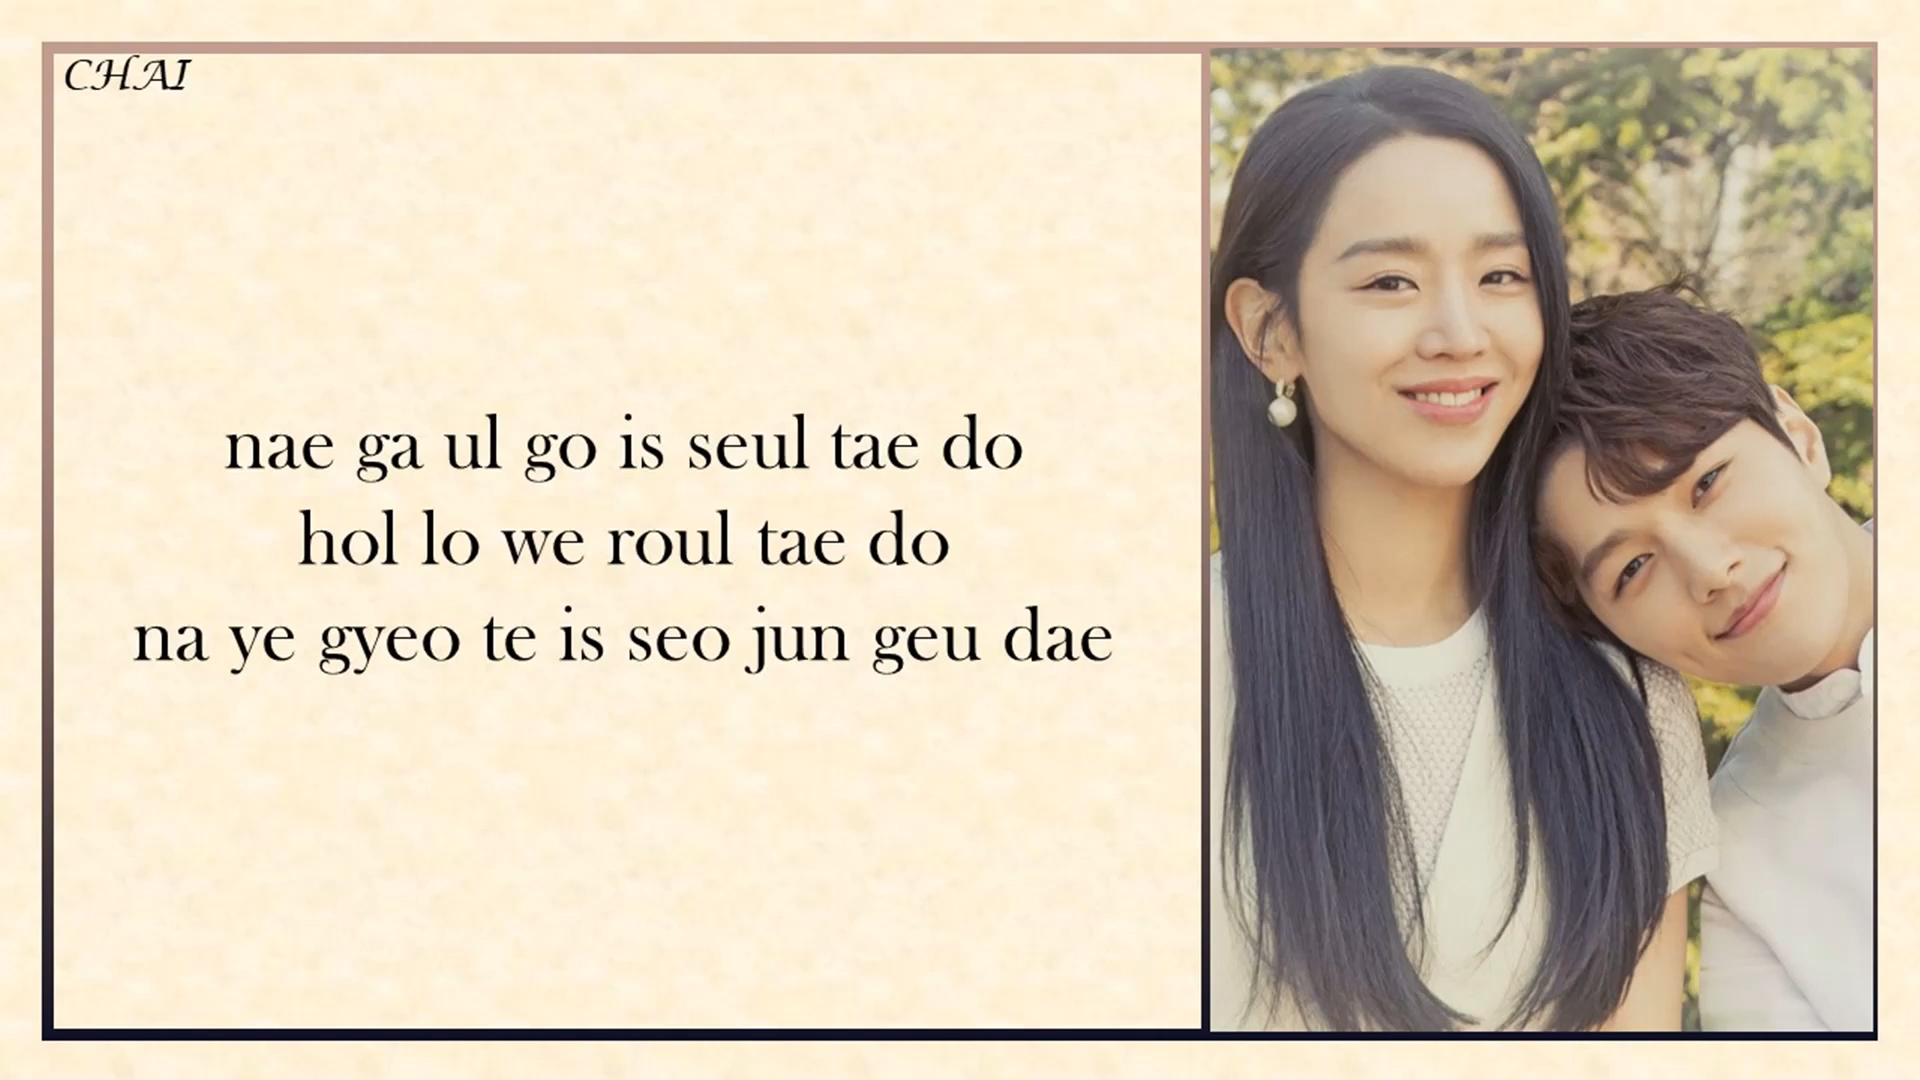 CHAI
nae ga ul go is seul tae do
hol lo we roul tae do
na ye gyeo te is seo jun geu dae